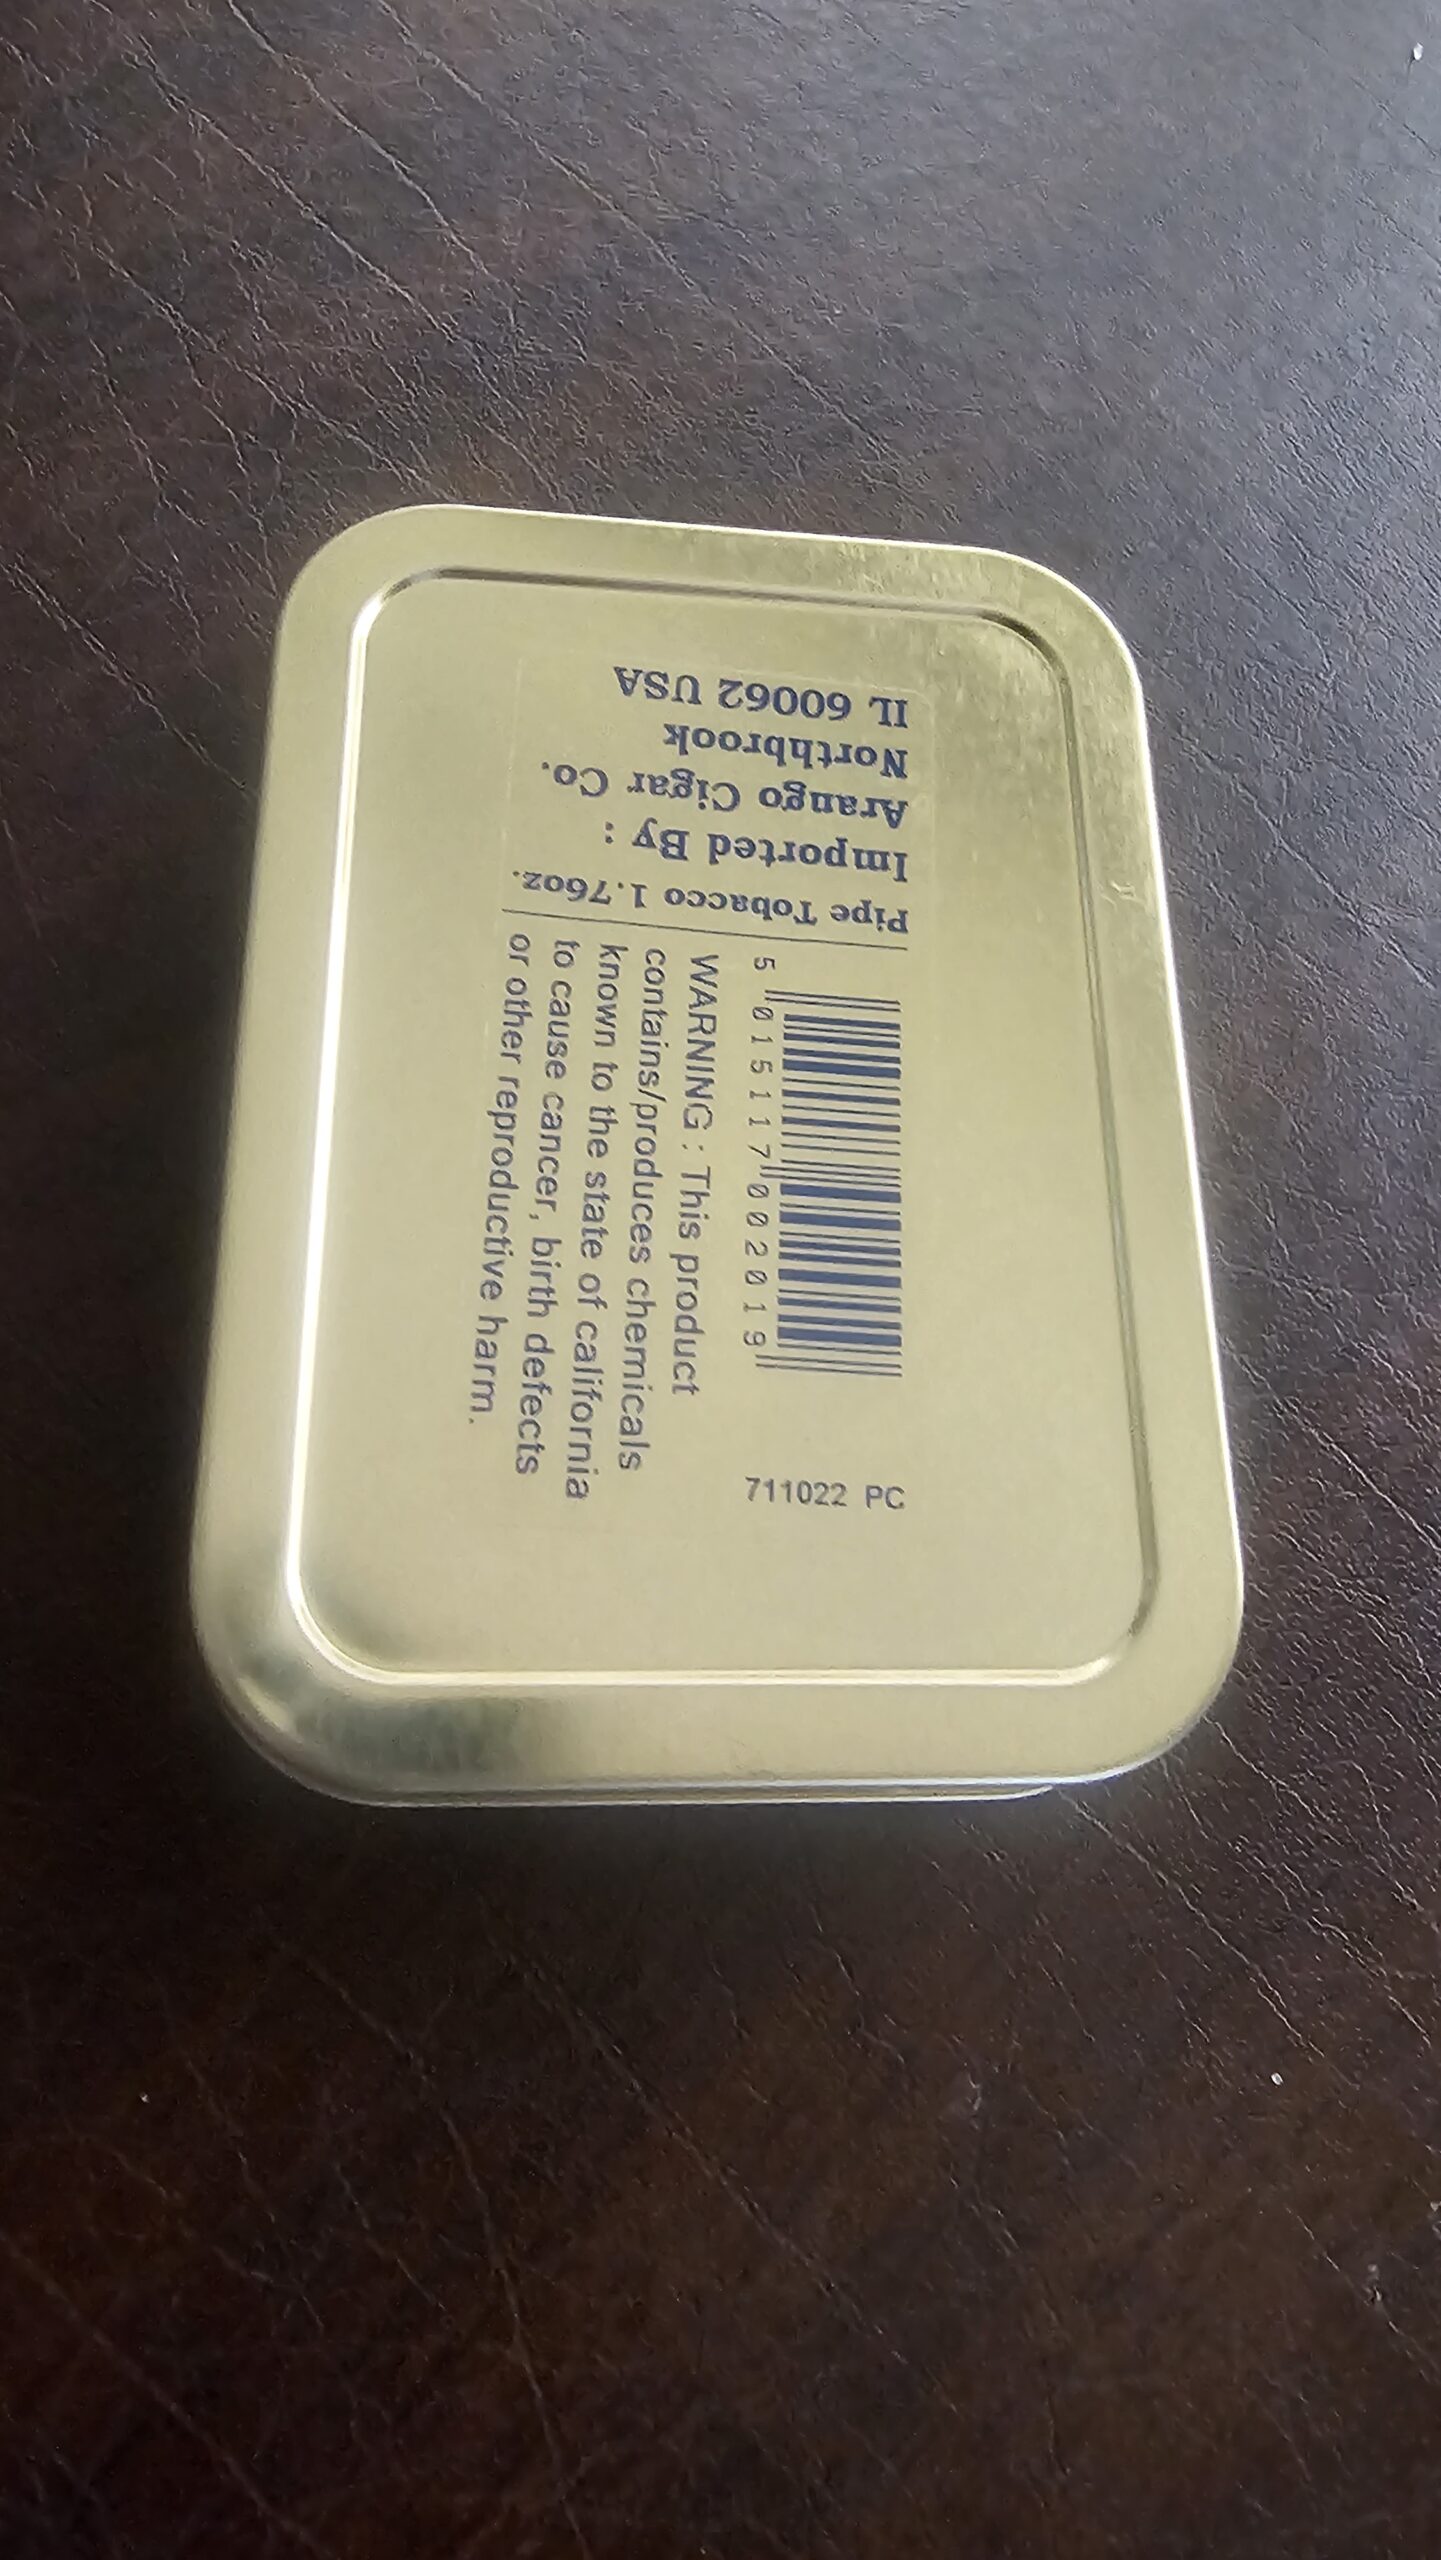 Pipe Tobacco 1.76oz.
Imported By :
Arango Cigar Co.
Northbrook
IL 60062 USA
5 015117 002019
711022 PC
WARNING : This product
contains/produces chemicals
known to the state of california
to cause cancer, birth defects
or other reproductive harm.